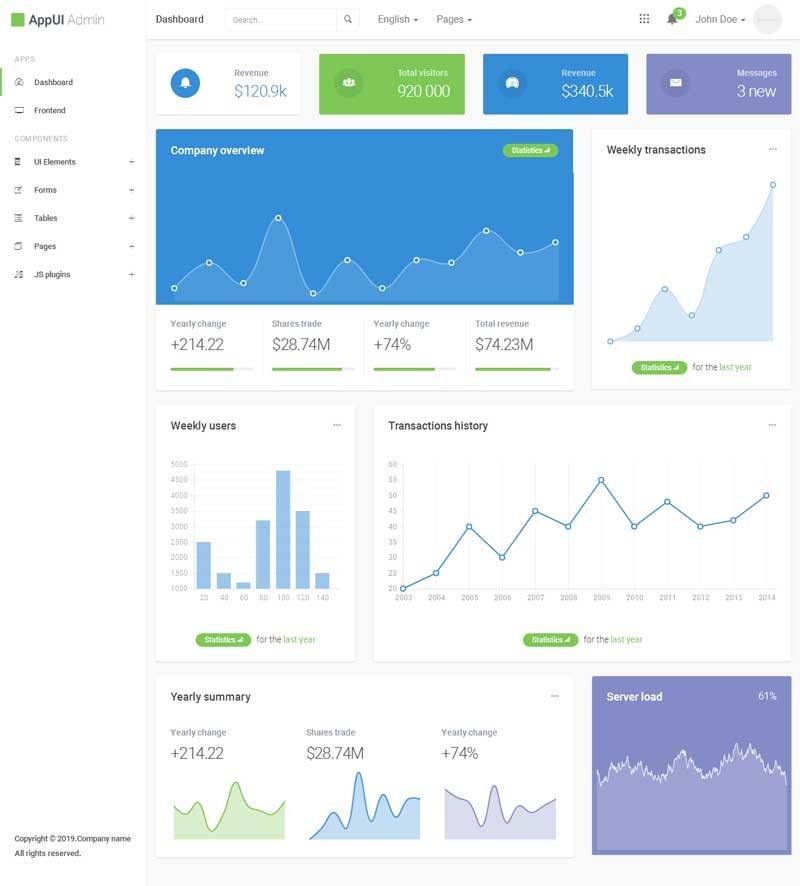 AppUI Admin
Dashboard
Search...
English
Pages
3
John Doe
APPS
Dashboard
Frontend
COMPONENTS
UI Elements
Forms
Tables
Pages
JS plugins
Revenue
$120.9k
Total visitors
920 000
Revenue
$340.5k
Messages
3 new
Company overview
Statistics
Yearly change
+214.22
Shares trade
$28.74M
Yearly change
+74%
Total revenue
$74.23M
Weekly transactions
Statistics for the last year
Weekly users
5000
4500
4000
3500
3000
2500
2000
1500
1000
20 40 60 80 100 120 140
Statistics for the last year
Transactions history
60
55
50
45
40
35
30
25
20
2003 2004 2005 2006 2007 2008 2009 2010 2011 2012 2013 2014
Statistics for the last year
Yearly summary
Yearly change
+214.22
Shares trade
$28.74M
Yearly change
+74%
Server load 61%
Copyright © 2019.Company name
All rights reserved.